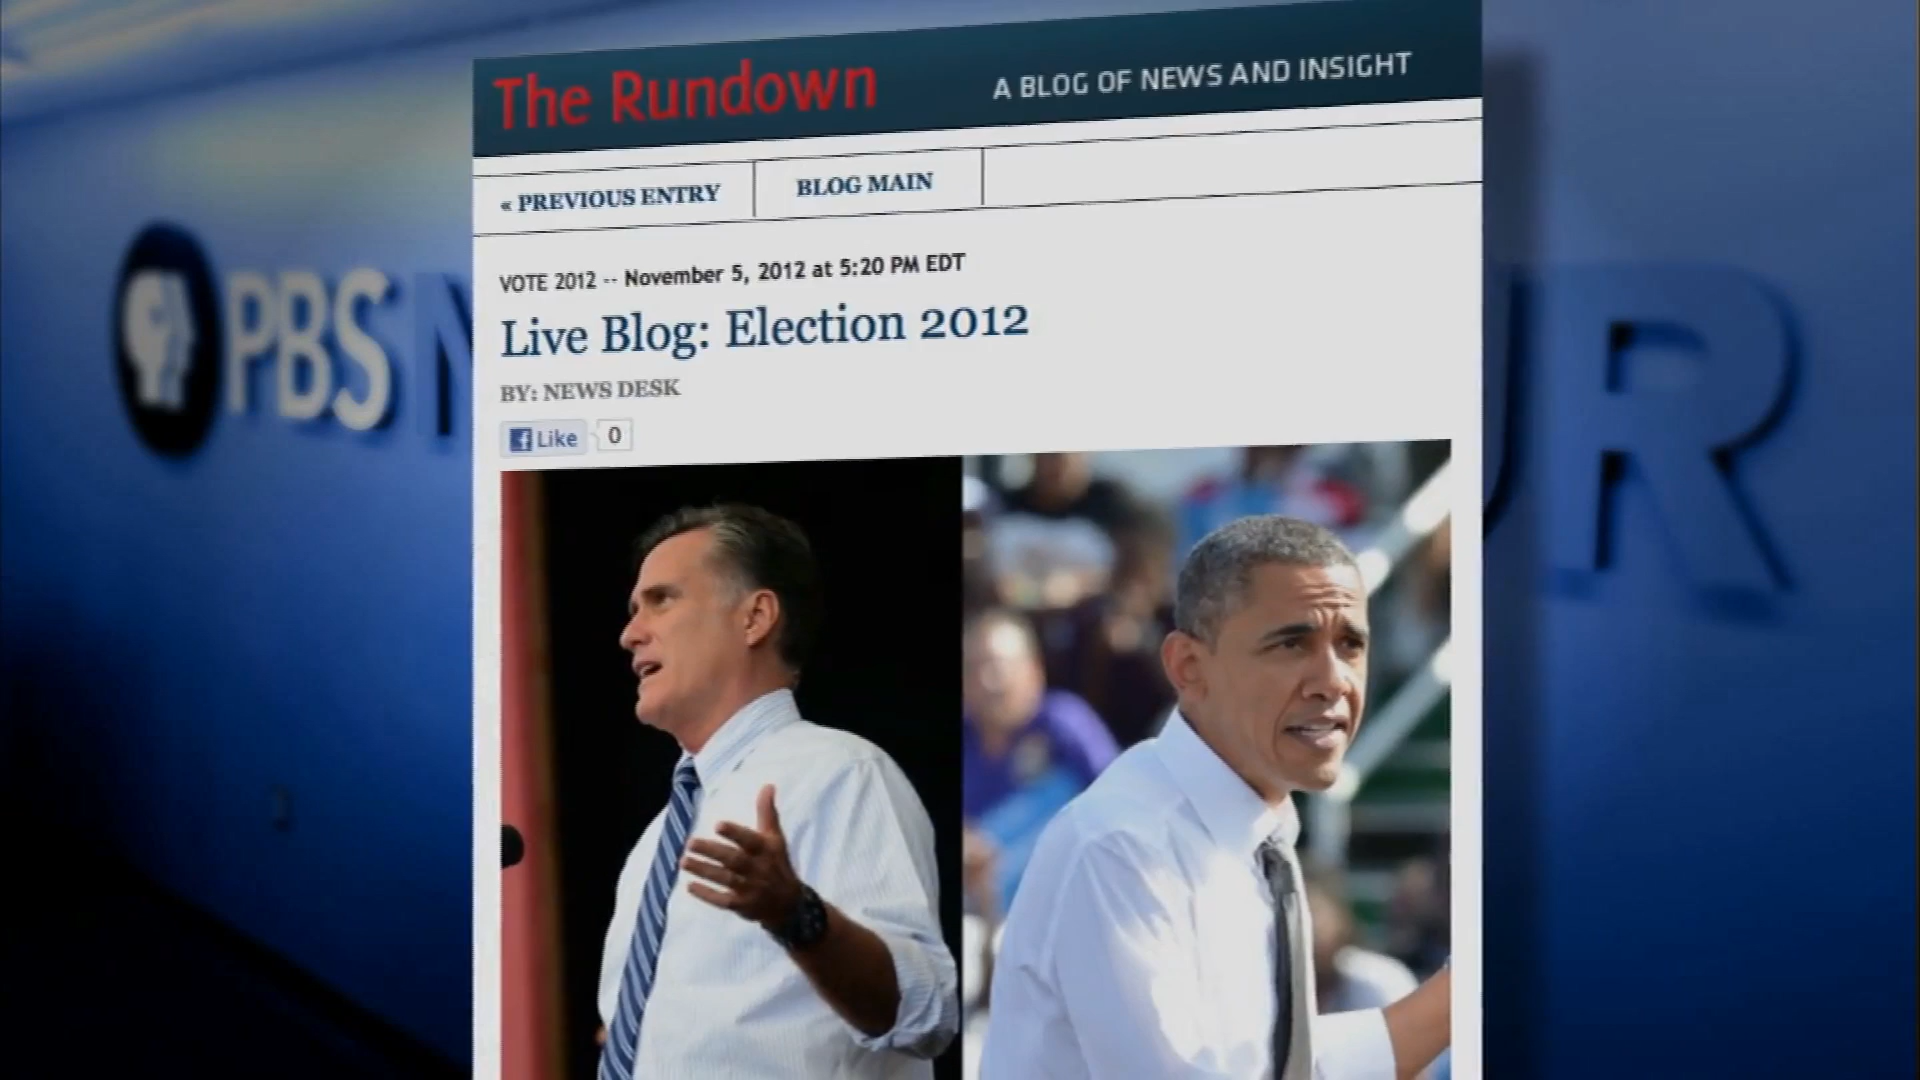 The Rundown
A BLOG OF NEWS AND INSIGHT
« PREVIOUS ENTRY
BLOG MAIN
VOTE 2012 -- November 5, 2012 at 5:20 PM EDT
Live Blog: Election 2012
BY: NEWS DESK
Like
0
PBS N
UR